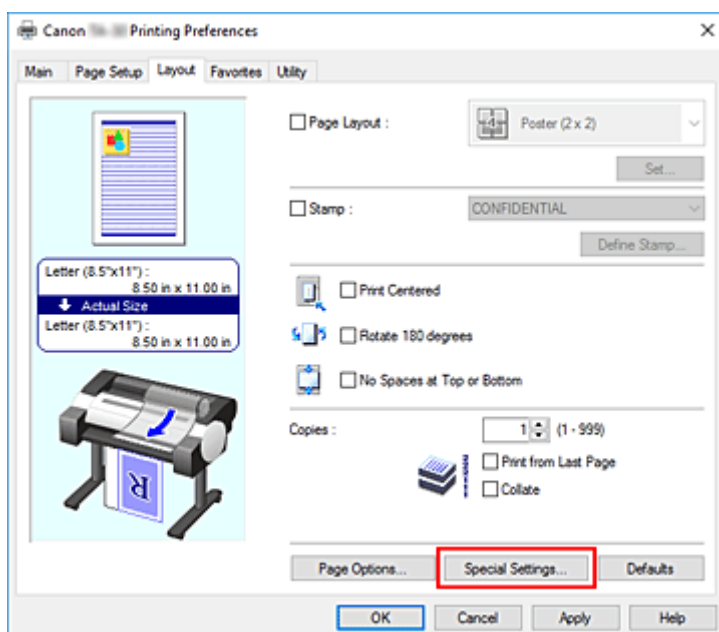 Canon Printing Preferences
Main Page Setup Layout Favorites Utility
Page Layout :
4
Poster (2 x 2)
Set...
Stamp :
CONFIDENTIAL
Define Stamp...
Letter (8.5"x11") :
8.50 in x 11.00 in
Actual Size
Letter (8.5"x11") :
8.50 in x 11.00 in
Print Centered
Rotate 180 degrees
No Spaces at Top or Bottom
Copies :
1 (1 - 999)
Print from Last Page
Collate
R
Page Options... Special Settings... Defaults
OK Cancel Apply Help